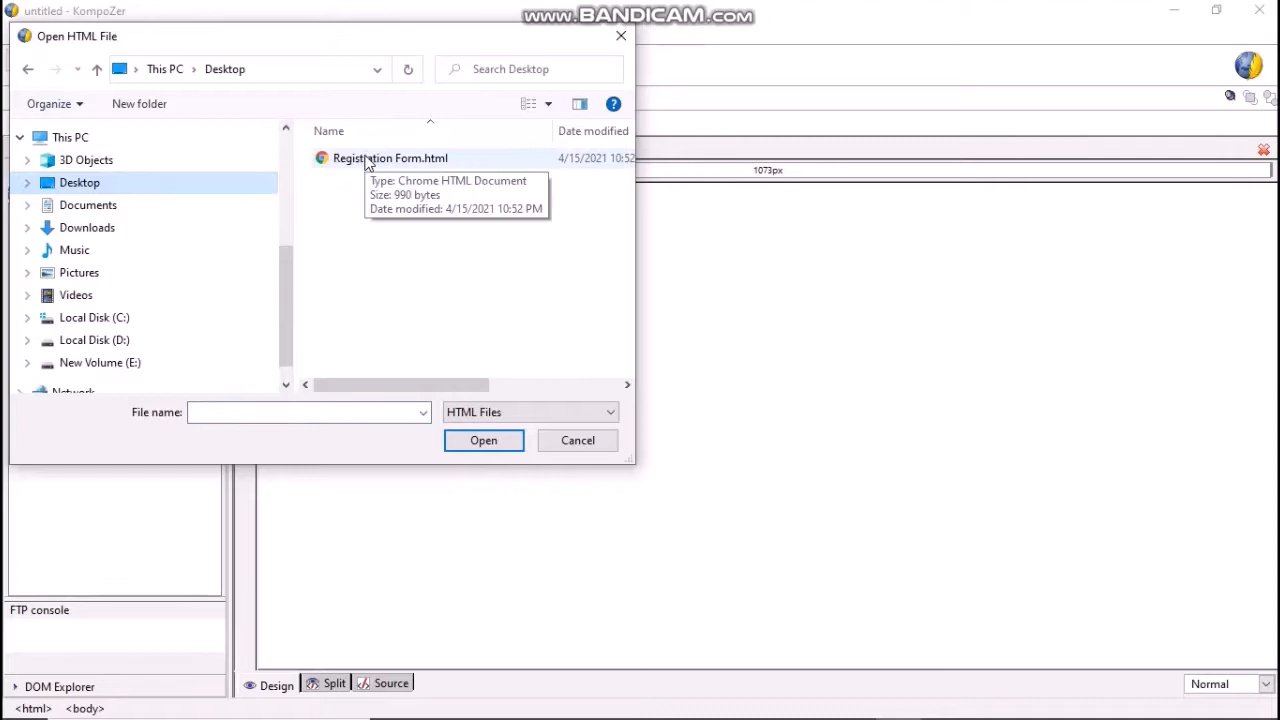 untitled - KompoZer
www.BANDICAM.com
Open HTML File
This PC
Desktop
Search Desktop
Organize
New folder
Name
Date modified
This PC
3D Objects
Desktop
Documents
Downloads
Music
Pictures
Videos
Local Disk (C:)
Local Disk (D:)
New Volume (E:)
Network
Registration Form.html
4/15/2021 10:52
Type: Chrome HTML Document
Size: 990 bytes
Date modified: 4/15/2021 10:52 PM
1073px
File name:
HTML Files
Open
Cancel
FTP console
DOM Explorer
Design
Split
Source
Normal
<html>
<body>